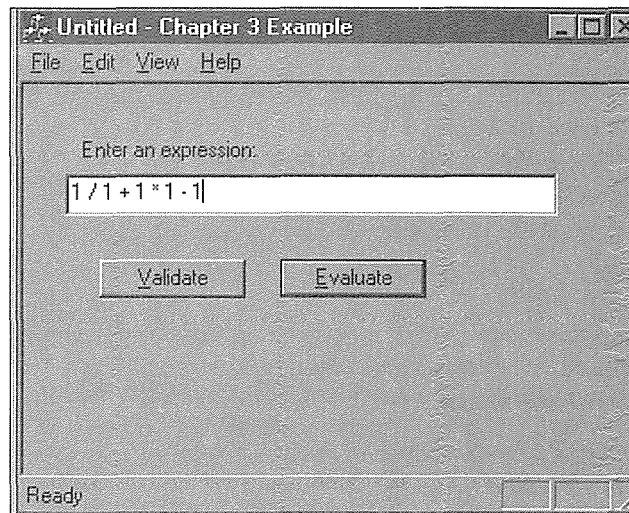 Untitled - Chapter 3 Example
File Edit View Help
Enter an expression:
1 / 1 + 1 * 1 - 1
Validate Evaluate
Ready